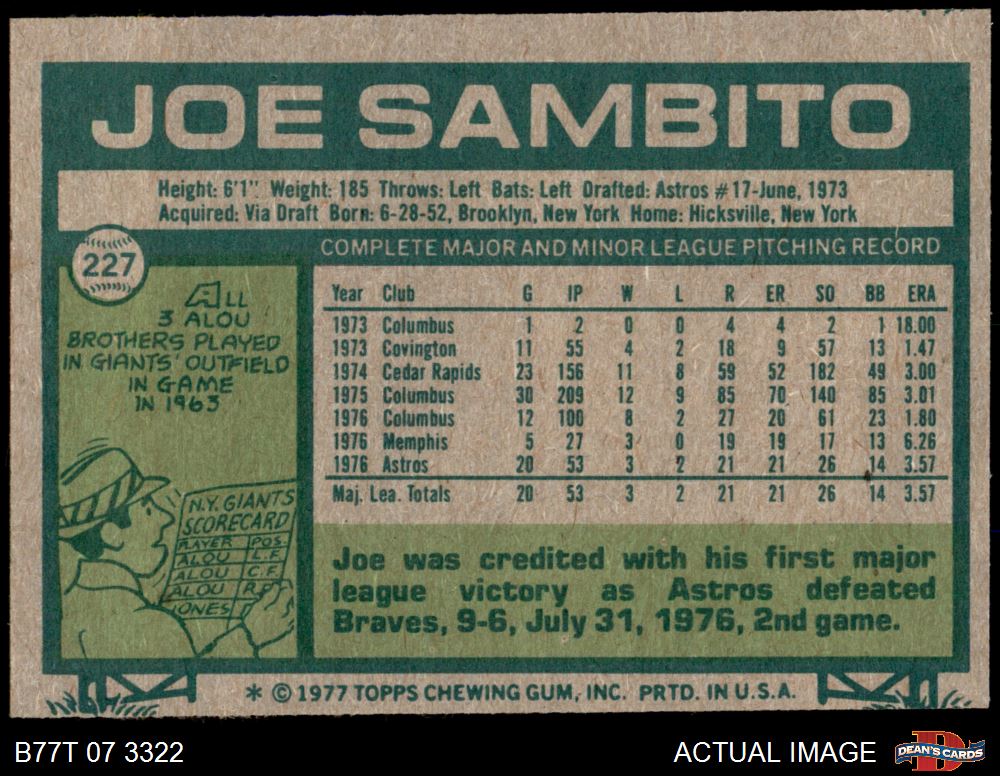 JOE SAMBITO
Height: 6'1" Weight: 185 Throws: Left Bats: Left Drafted: Astros #17-June, 1973
Acquired: Via Draft Born: 6-28-52, Brooklyn, New York Home: Hicksville, New York
227
COMPLETE MAJOR AND MINOR LEAGUE PITCHING RECORD
ALL
3 ALOU
BROTHERS PLAYED
IN GIANTS' OUTFIELD
IN GAME
IN 1963
N.Y. GIANTS
SCORECARD
PLAYER POS.
ALOU L.F.
ALOU C.F.
ALOU R.F.
JONES
Year Club G IP W L R ER SO BB ERA
1973 Columbus 1 2 0 0 4 4 2 1 18.00
1973 Covington 11 55 4 2 18 9 57 13 1.47
1974 Cedar Rapids 23 156 11 8 59 52 182 49 3.00
1975 Columbus 30 209 12 9 85 70 140 85 3.01
1976 Columbus 12 100 8 2 27 20 61 23 1.80
1976 Memphis 5 27 3 0 19 19 17 13 6.26
1976 Astros 20 53 3 2 21 21 26 14 3.57
Maj. Lea. Totals 20 53 3 2 21 21 26 14 3.57
Joe was credited with his first major
league victory as Astros defeated
Braves, 9-6, July 31, 1976, 2nd game.
* © 1977 TOPPS CHEWING GUM, INC. PRTD. IN U.S.A.
B77T 07 3322
ACTUAL IMAGE
DEAN'S CARDS